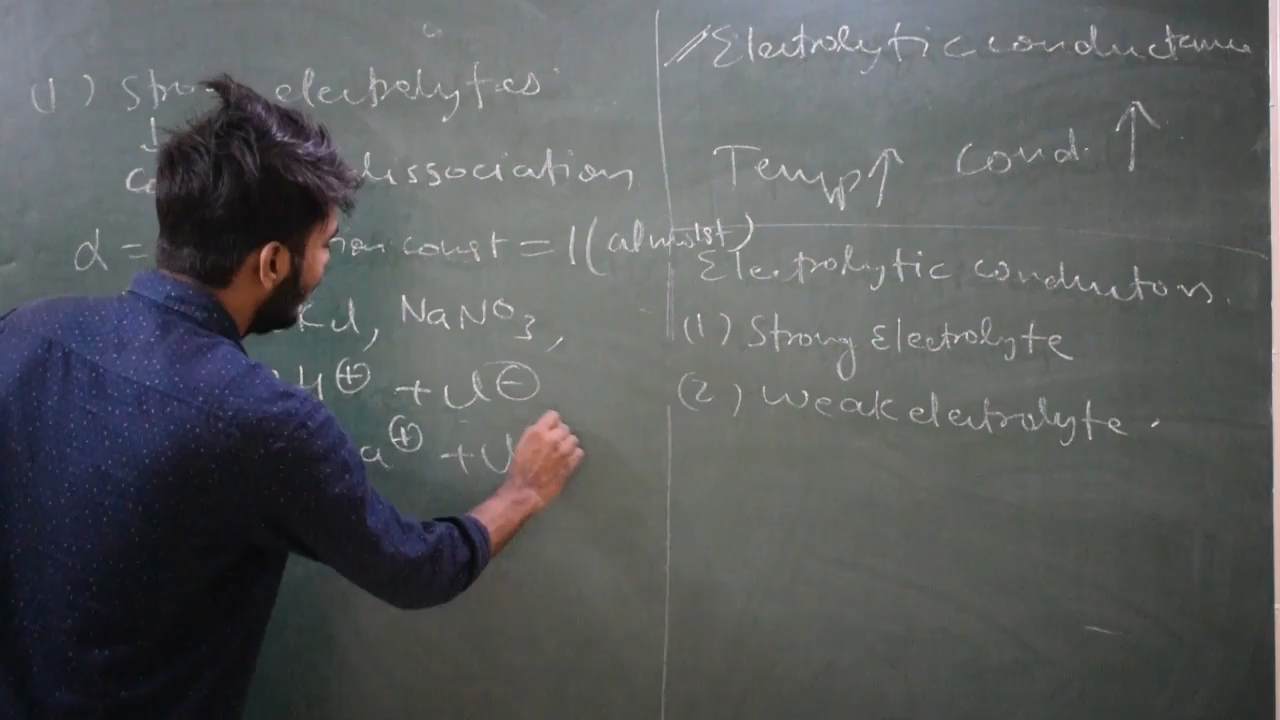 (1) Stro electrolytes
dissociation
α = ion const = 1 (almost)
KCl, NaNO3,
H⊕ + Cl⊖
a⊕ + Cl
Electrolytic conductance
Temp↑ cond. ↑
Electrolytic conductors.
(1) Strong Electrolyte
(2) Weak electrolyte.